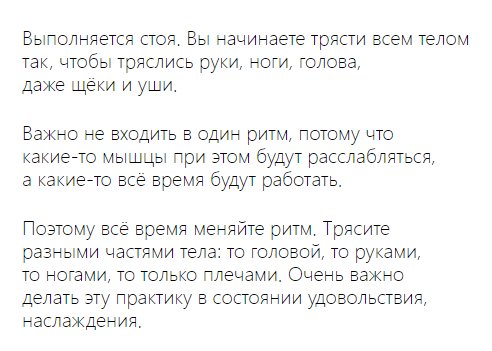 Выполняется стоя. Вы начинаете трясти всем телом
так, чтобы тряслись руки, ноги, голова,
даже щёки и уши.
Важно не входить в один ритм, потому что
какие-то мышцы при этом будут расслабляться,
а какие-то всё время будут работать.
Поэтому всё время меняйте ритм. Трясите
разными частями тела: то головой, то руками,
то ногами, то только плечами. Очень важно
делать эту практику в состоянии удовольствия,
наслаждения.